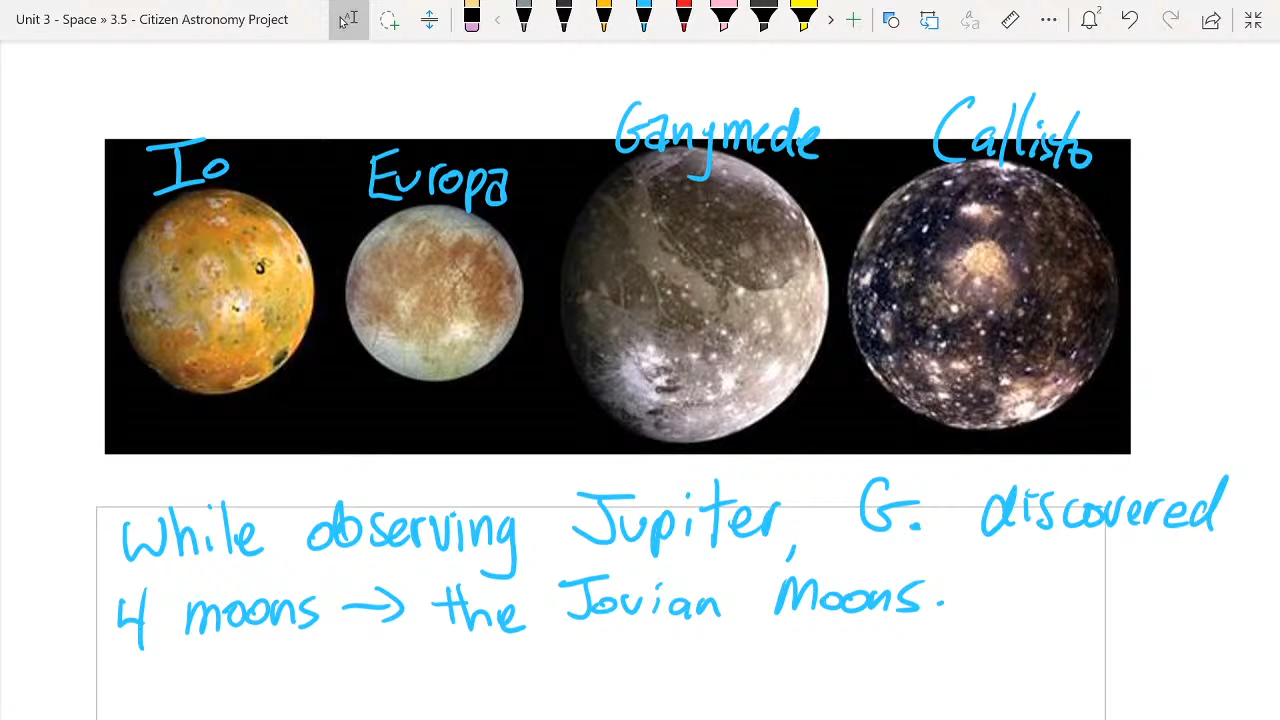 Unit 3 - Space » 3.5 - Citizen Astronomy Project
2
Io Europa Ganymede Callisto
While observing Jupiter, G. discovered
4 moons → the Jovian Moons.